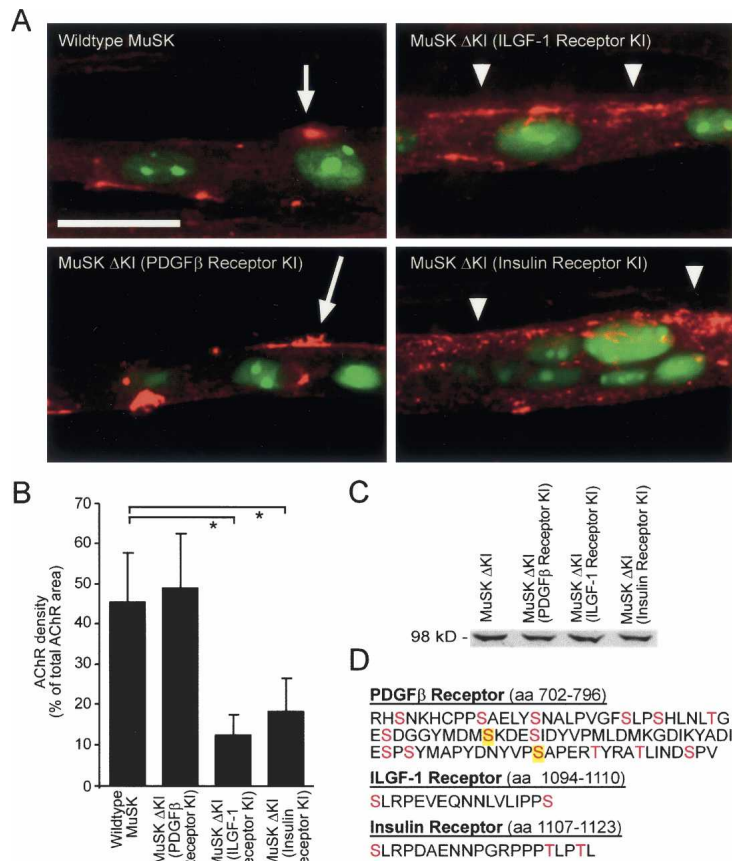 A
Wildtype MuSK
MuSK ΔKI (ILGF-1 Receptor KI)
MuSK ΔKI (PDGFβ Receptor KI)
MuSK ΔKI (Insulin Receptor KI)
B
AChR density
(% of total AChR area)
70
60
50
40
30
20
10
0
*
*
Wildtype
MuSK
MuSK ΔKI
(PDGFβ
Receptor KI)
MuSK ΔKI
(ILGF-1
Receptor KI)
MuSK ΔKI
(Insulin
Receptor KI)
C
MuSK ΔKI
MuSK ΔKI
(PDGFβ Receptor KI)
MuSK ΔKI
(ILGF-1 Receptor KI)
MuSK ΔKI
(Insulin Receptor KI)
98 kD -
D
PDGFβ Receptor (aa 702-796)
RHSNKHCPPSAELYSNALPVGFSLPSHLNLTG
ESDGGYMDMSKDESIDYVPMLDMKGDIKYADI
ESPSYMAPYDNYVPSAPERTYRATLINDSPV
ILGF-1 Receptor (aa 1094-1110)
SLRPEVEQNNLVLIPPS
Insulin Receptor (aa 1107-1123)
SLRPDAENNPGRPPPTLPTL